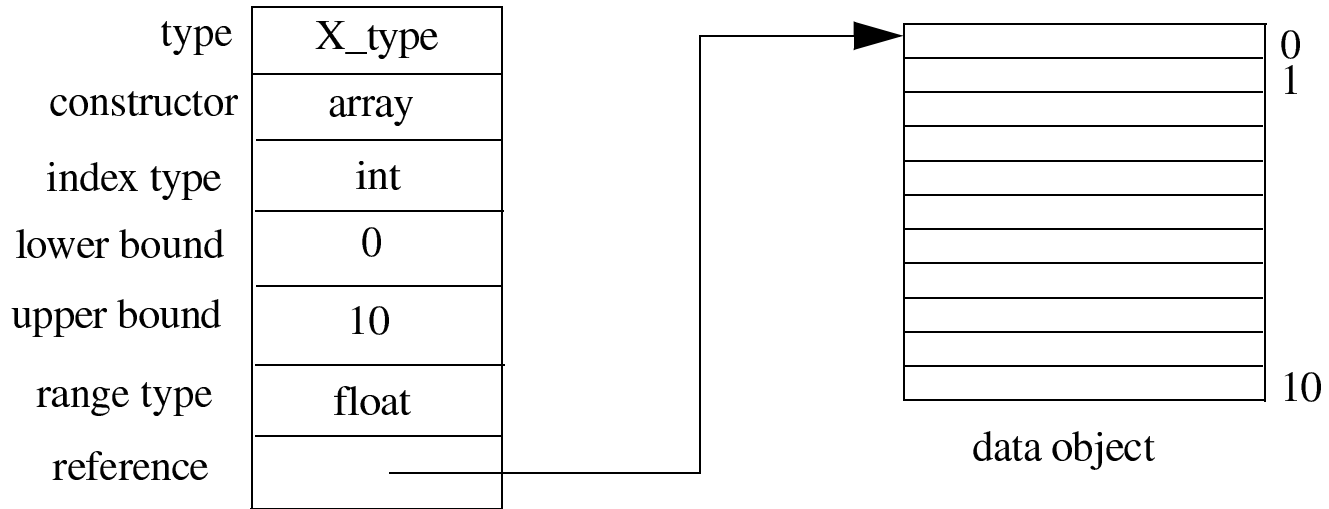 type X_type
constructor array
index type int
lower bound 0
upper bound 10
range type float
reference
0
1
10
data object